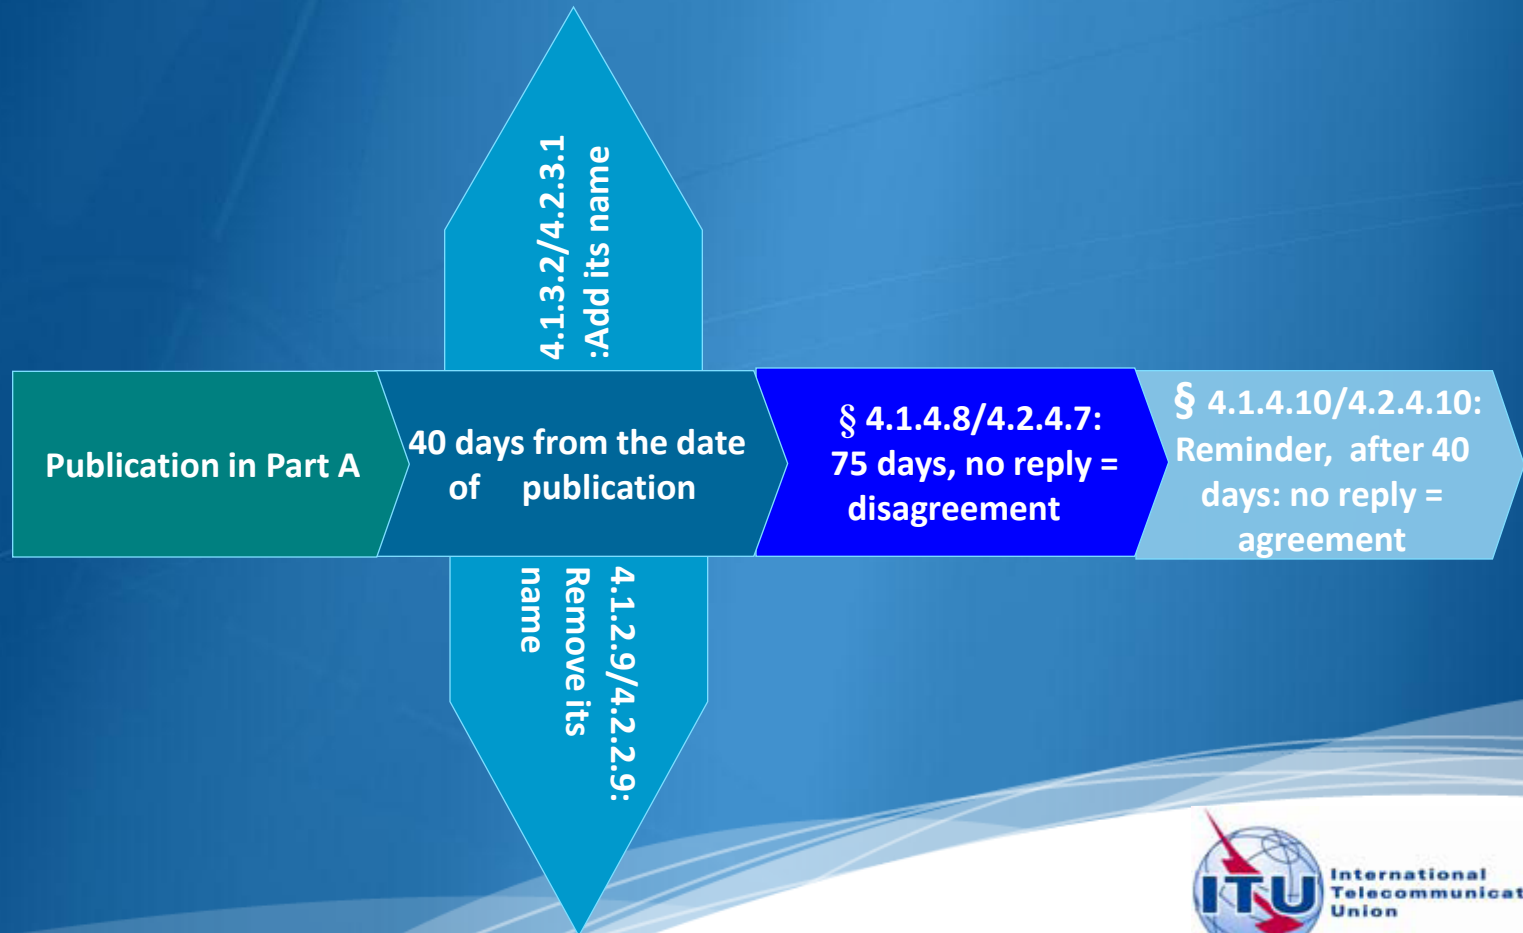 4.1.3.2/4.2.3.1
:Add its name
Publication in Part A
40 days from the date
of publication
§ 4.1.4.8/4.2.4.7:
75 days, no reply =
disagreement
§ 4.1.4.10/4.2.4.10:
Reminder, after 40
days: no reply =
agreement
4.1.2.9/4.2.2.9:
Remove its
name
ITU
International
Telecommunicat
Union